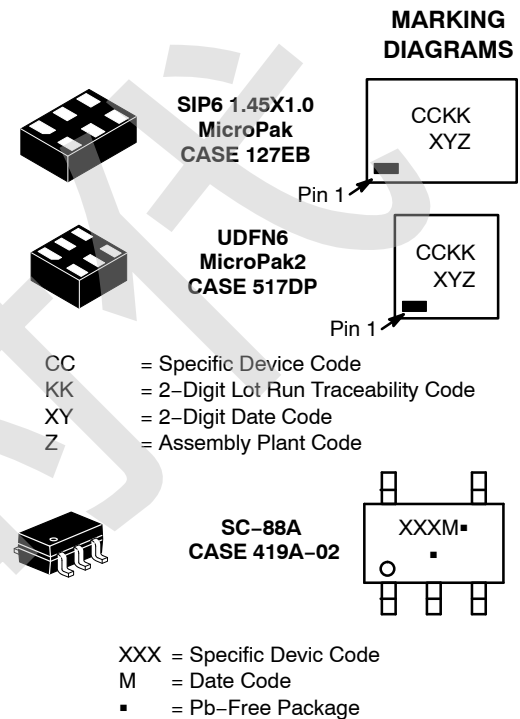 MARKING
DIAGRAMS
SIP6 1.45X1.0
MicroPak
CASE 127EB
CCKK
XYZ
Pin 1
UDFN6
MicroPak2
CASE 517DP
CCKK
XYZ
Pin 1
CC = Specific Device Code
KK = 2−Digit Lot Run Traceability Code
XY = 2−Digit Date Code
Z = Assembly Plant Code
SC−88A
CASE 419A−02
XXXM▪
▪
XXX = Specific Devic Code
M = Date Code
▪ = Pb−Free Package